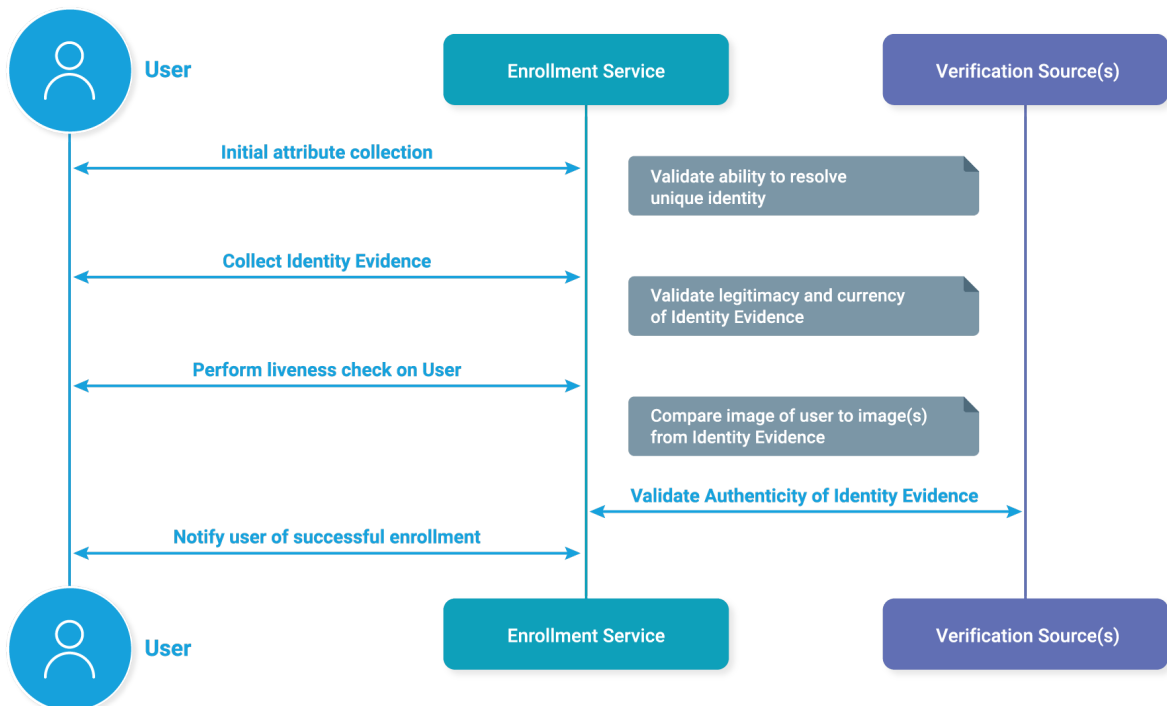 User
Enrollment Service
Verification Source(s)
Initial attribute collection
Validate ability to resolve
unique identity
Collect Identity Evidence
Validate legitimacy and currency
of Identity Evidence
Perform liveness check on User
Compare image of user to image(s)
from Identity Evidence
Validate Authenticity of Identity Evidence
Notify user of successful enrollment
User
Enrollment Service
Verification Source(s)